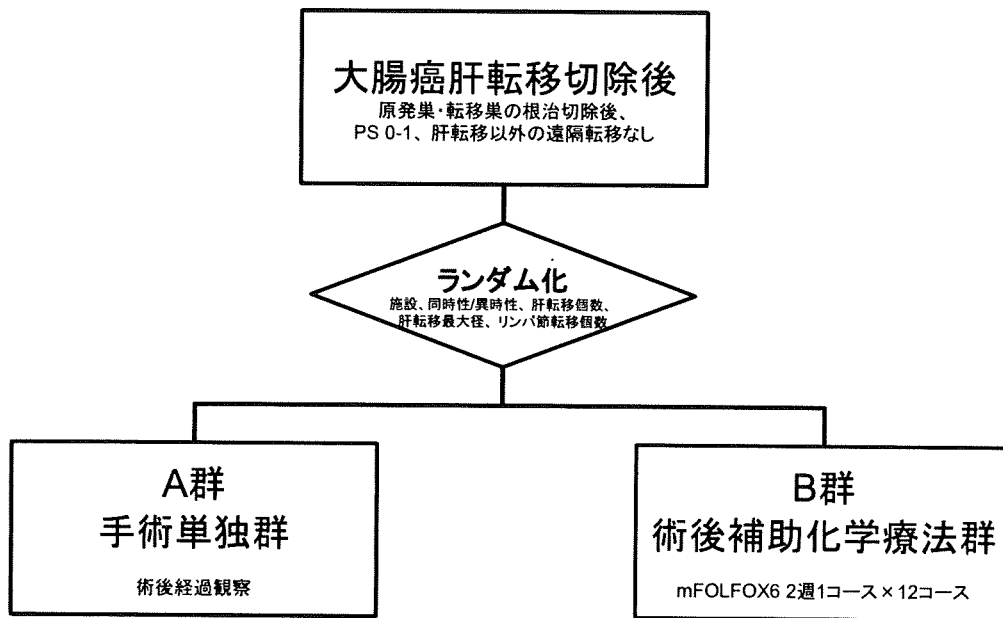 大腸癌肝転移切除後
原発巣・転移巣の根治切除後、
PS 0-1、肝転移以外の遠隔転移なし
ランダム化
施設、同時性/異時性、肝転移個数、
肝転移最大径、リンパ節転移個数
A群
手術単独群
術後経過観察
B群
術後補助化学療法群
mFOLFOX6 2週1コース×12コース